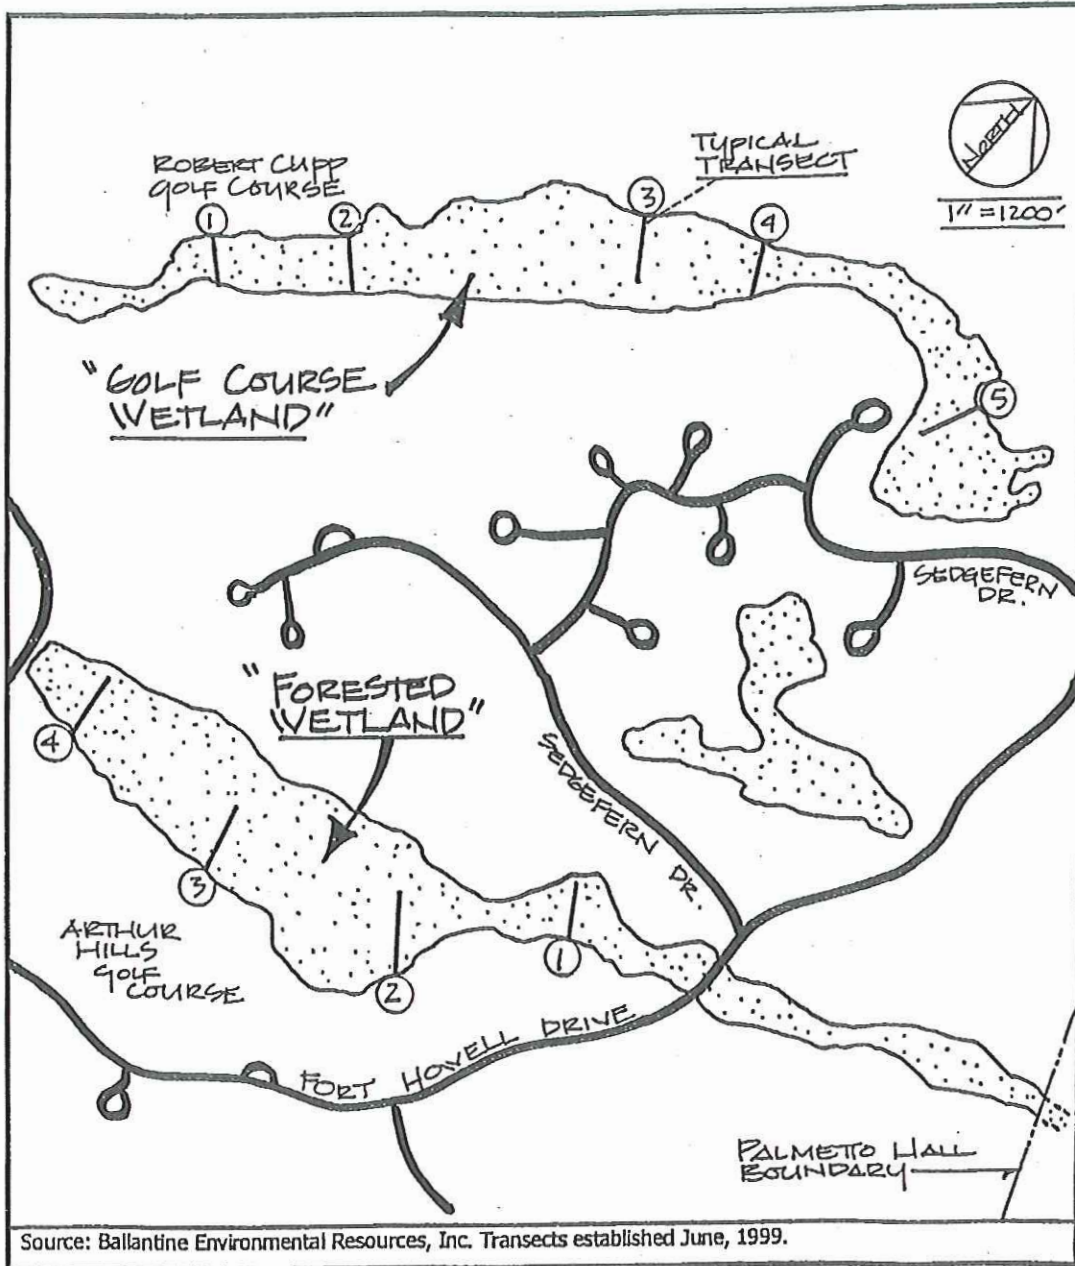 ROBERT CUPP
GOLF COURSE
TYPICAL
TRANSECT
NORTH
1" = 1200'
1
2
3
4
5
"GOLF COURSE
WETLAND"
SEDGEFERN
DR.
"FORESTED
WETLAND"
SEDGEFERN DR.
4
3
2
1
ARTHUR
HILLS
GOLF
COURSE
FORT HOWELL DRIVE
PALMETTO HALL
BOUNDARY
Source: Ballantine Environmental Resources, Inc. Transects established June, 1999.